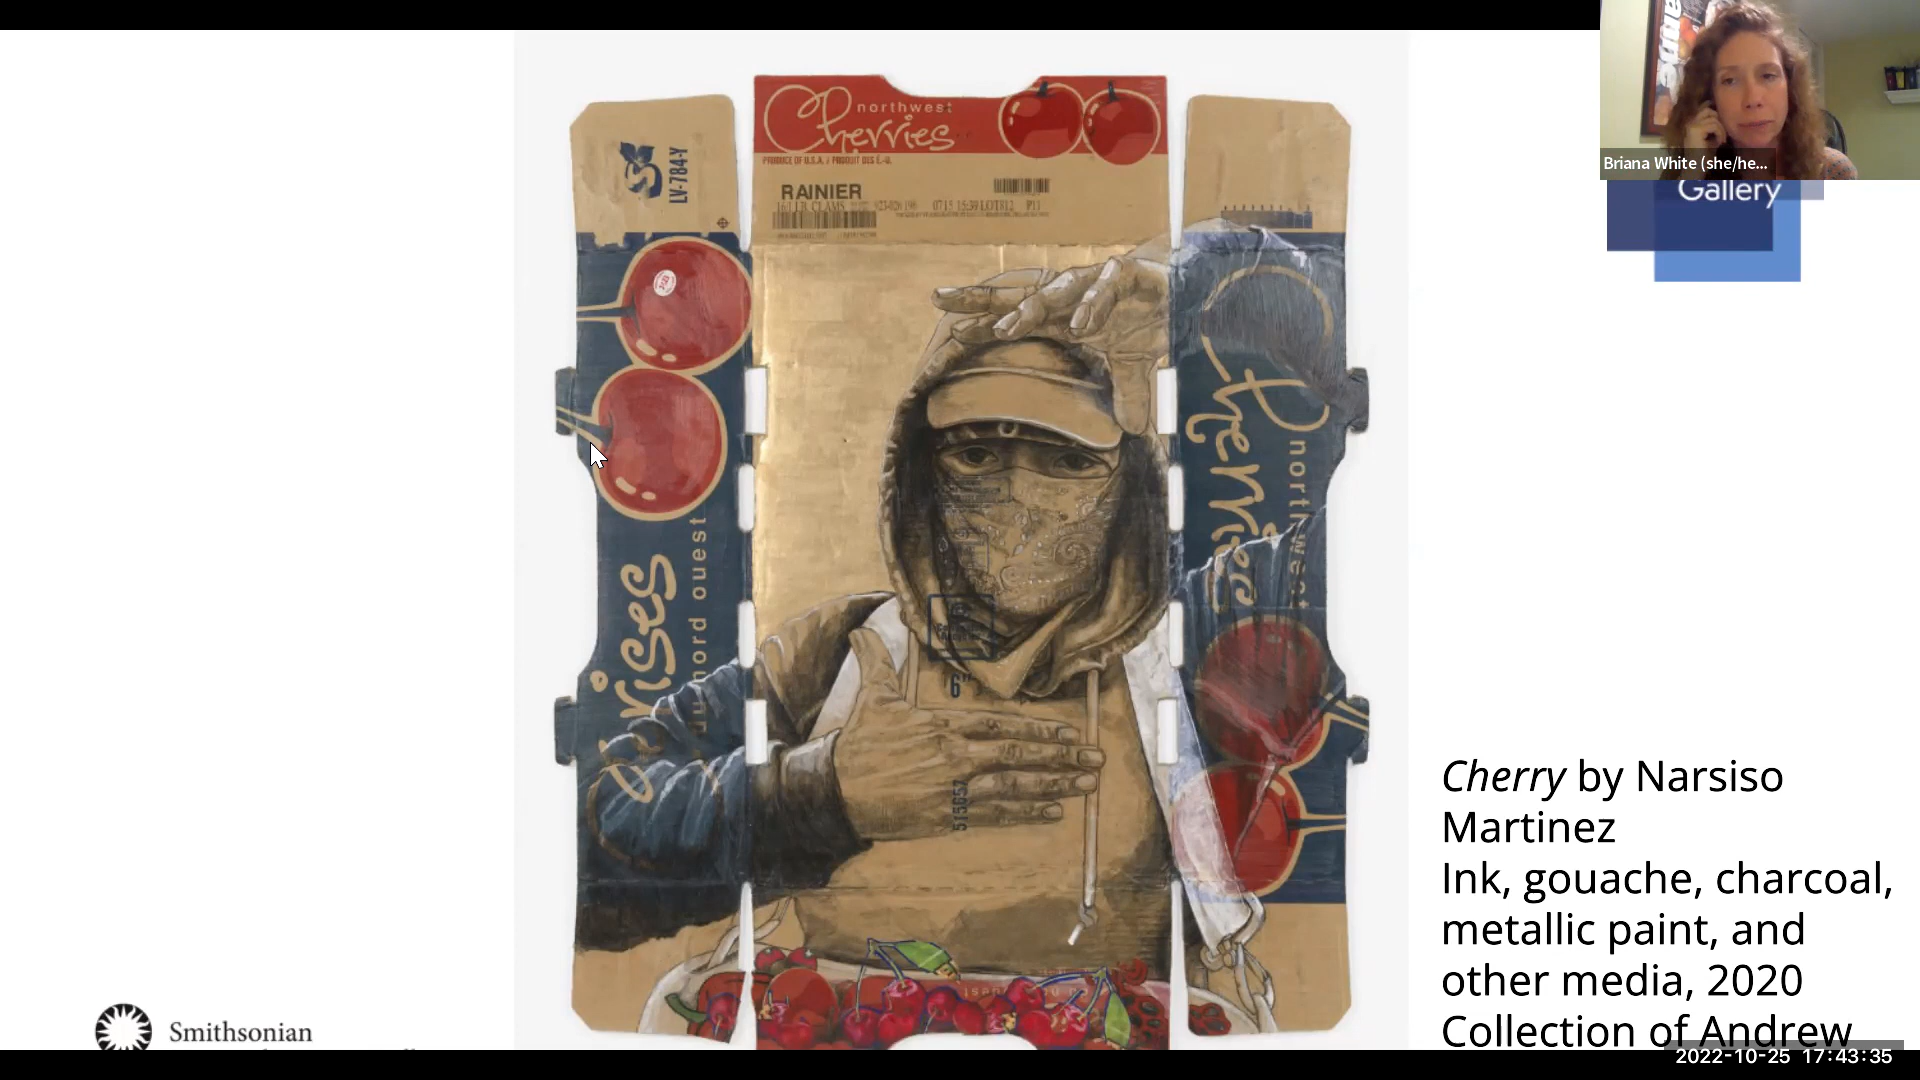 northwest
Cherries
PRODUCE OF U.S.A. / PRODUIT DES É.-U.
RAINIER
LV-784-Y
Cerises
du nord ouest
Cherries
northwest
6"
515657
Briana White (she/he...
Gallery
Cherry by Narsiso
Martinez
Ink, gouache, charcoal,
metallic paint, and
other media, 2020
Collection of Andrew
Smithsonian
2022-10-25 17:43:35